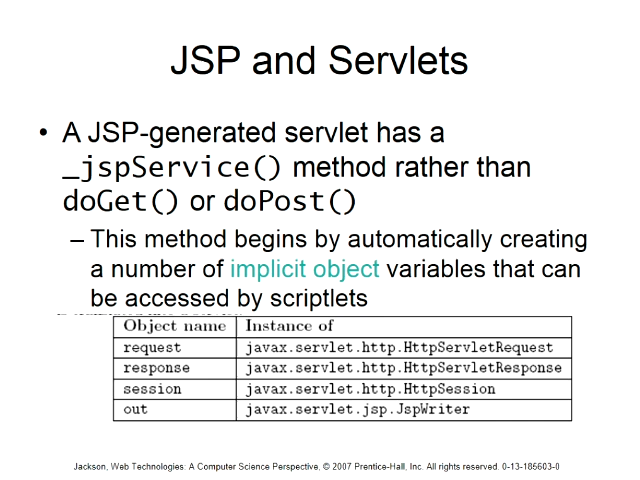 JSP and Servlets
• A JSP-generated servlet has a
_jspService() method rather than
doGet() or doPost()
– This method begins by automatically creating
a number of implicit object variables that can
be accessed by scriptlets
Object name Instance of
request javax.servlet.http.HttpServletRequest
response javax.servlet.http.HttpServletResponse
session javax.servlet.http.HttpSession
out javax.servlet.jsp.JspWriter
Jackson, Web Technologies: A Computer Science Perspective, © 2007 Prentice-Hall, Inc. All rights reserved. 0-13-185603-0